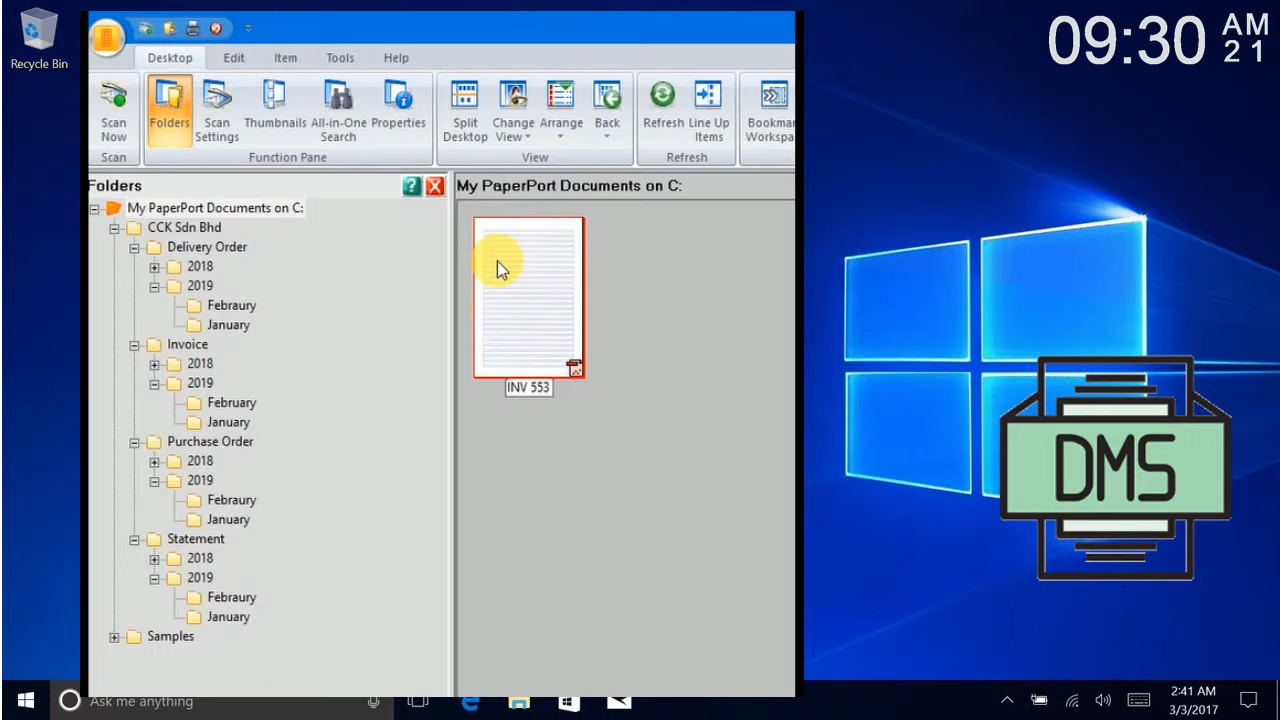 Recycle Bin
09:30 AM
21
Desktop Edit Item Tools Help
Scan Now
Folders
Scan Settings
Thumbnails
All-in-One Search
Properties
Split Desktop
Change View
Arrange
Back
Refresh
Line Up Items
Bookmar
Workspa
Scan
Function Pane
View
Refresh
Folders
My PaperPort Documents on C:
My PaperPort Documents on C:
CCK Sdn Bhd
Delivery Order
2018
2019
Febraury
January
Invoice
2018
2019
February
January
Purchase Order
2018
2019
Febraury
January
Statement
2018
2019
Febraury
January
Samples
INV 553
DMS
Ask me anything
2:41 AM
3/3/2017